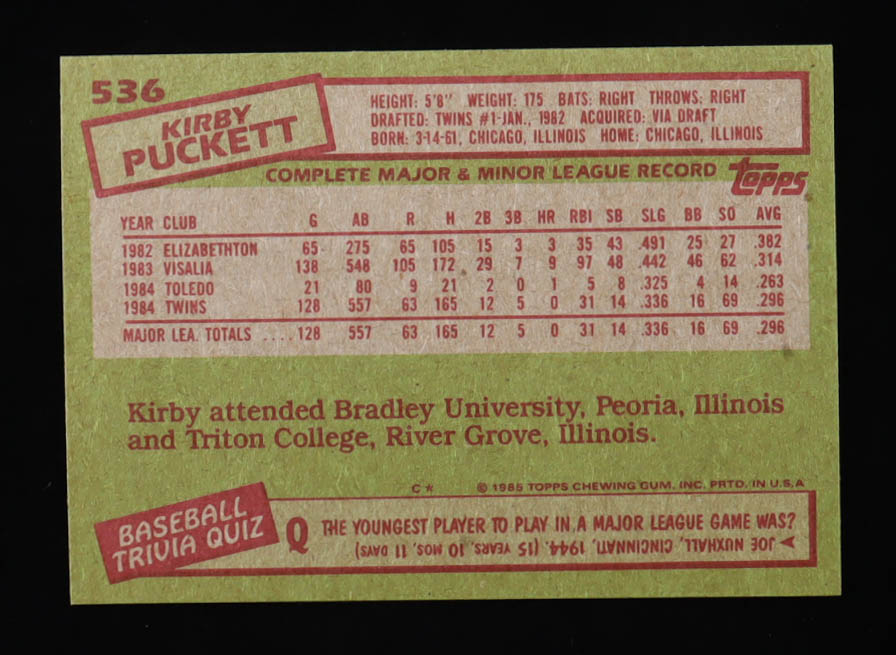 536
KIRBY
PUCKETT
HEIGHT: 5'8" WEIGHT: 175 BATS: RIGHT THROWS: RIGHT
DRAFTED: TWINS #1-JAN., 1982 ACQUIRED: VIA DRAFT
BORN: 3-14-61, CHICAGO, ILLINOIS HOME: CHICAGO, ILLINOIS
COMPLETE MAJOR & MINOR LEAGUE RECORD
topps
YEAR CLUB G AB R H 2B 3B HR RBI SB SLG BB SO AVG
1982 ELIZABETHTON 65 275 65 105 15 3 3 35 43 .491 25 27 .382
1983 VISALIA 138 548 105 172 29 7 9 97 48 .442 46 62 .314
1984 TOLEDO 21 80 9 21 2 0 1 5 8 .325 4 14 .263
1984 TWINS 128 557 63 165 12 5 0 31 14 .336 16 69 .296
MAJOR LEA. TOTALS .... 128 557 63 165 12 5 0 31 14 .336 16 69 .296
Kirby attended Bradley University, Peoria, Illinois
and Triton College, River Grove, Illinois.
C* © 1985 TOPPS CHEWING GUM, INC. PRTD. IN U.S.A
BASEBALL
TRIVIA QUIZ
Q THE YOUNGEST PLAYER TO PLAY IN A MAJOR LEAGUE GAME WAS?
JOE NUXHALL, CINCINNATI, 1944. (15 YEARS, 10 MOS. 11 DAYS)